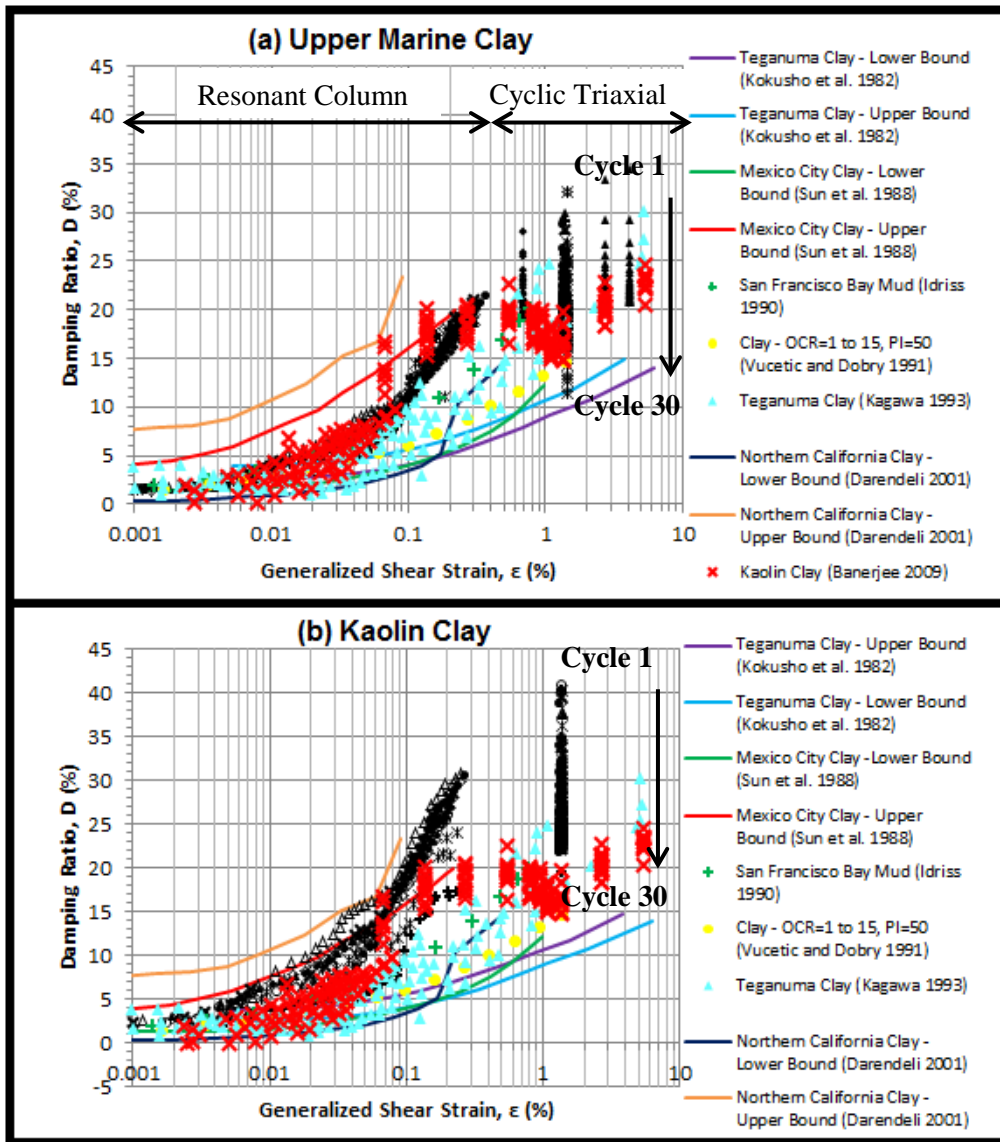 (a) Upper Marine Clay
45
40
35
30
25
20
15
10
5
0
Damping Ratio, D (%)
Resonant Column
Cyclic Triaxial
Cycle 1
Cycle 30
0.001
0.01
0.1
1
10
Generalized Shear Strain, ε (%)
Teganuma Clay - Lower Bound
(Kokusho et al. 1982)
Teganuma Clay - Upper Bound
(Kokusho et al. 1982)
Mexico City Clay - Lower
Bound (Sun et al. 1988)
Mexico City Clay - Upper
Bound (Sun et al. 1988)
San Francisco Bay Mud (Idriss
1990)
Clay - OCR=1 to 15, PI=50
(Vucetic and Dobry 1991)
Teganuma Clay (Kagawa 1993)
Northern California Clay -
Lower Bound (Darendeli 2001)
Northern California Clay -
Upper Bound (Darendeli 2001)
Kaolin Clay (Banerjee 2009)
(b) Kaolin Clay
45
40
35
30
25
20
15
10
5
0
-5
Damping Ratio, D (%)
Cycle 1
Cycle 30
0.001
0.01
0.1
1
10
Generalized Shear Strain, ε (%)
Teganuma Clay - Upper Bound
(Kokusho et al. 1982)
Teganuma Clay - Lower Bound
(Kokusho et al. 1982)
Mexico City Clay -Lower Bound
(Sun et al. 1988)
Mexico City Clay - Upper
Bound (Sun et al. 1988)
San Francisco Bay Mud (Idriss
1990)
Clay - OCR=1 to 15, PI=50
(Vucetic and Dobry 1991)
Teganuma Clay (Kagawa 1993)
Northern California Clay -
Lower Bound (Darendeli 2001)
Northern California Clay -
Upper Bound (Darendeli 2001)